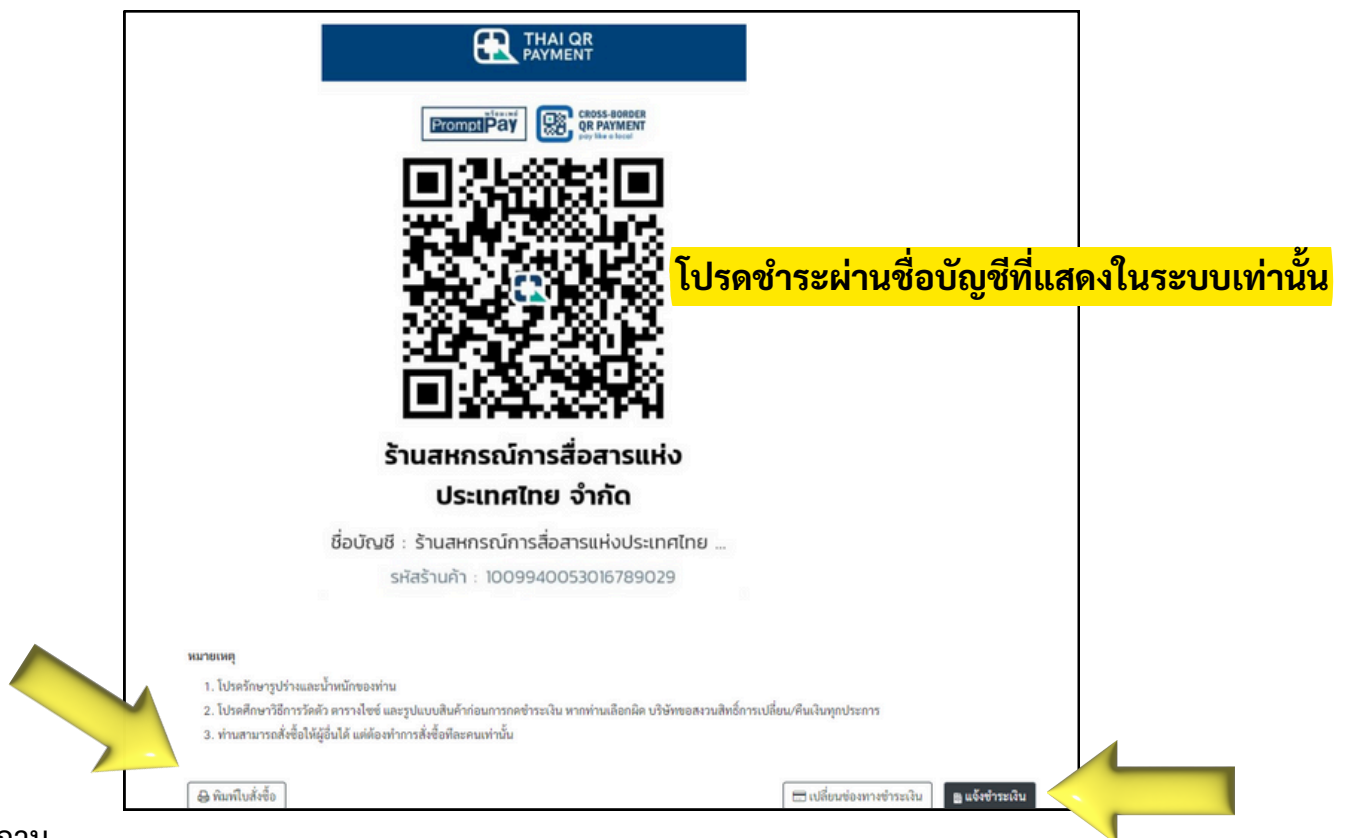 THAI QR
PAYMENT
พร้อมเพย์
PromptPay
CROSS-BORDER
QR PAYMENT
pay like a local
โปรดชำระผ่านชื่อบัญชีที่แสดงในระบบเท่านั้น
ร้านสหกรณ์การสื่อสารแห่ง
ประเทศไทย จำกัด
ชื่อบัญชี : ร้านสหกรณ์การสื่อสารแห่งประเทศไทย ...
รหัสร้านค้า : 1009940053016789029
หมายเหตุ
1. โปรดรักษารูปร่างและน้ำหนักของท่าน
2. โปรดศึกษาวิธีการวัดตัว ตารางไซซ์ และรูปแบบสินค้าก่อนการกดชำระเงิน หากท่านเลือกผิด บริษัทขอสงวนสิทธิ์การเปลี่ยน/คืนเงินทุกประการ
3. ท่านสามารถสั่งซื้อให้ผู้อื่นได้ แต่ต้องทำการสั่งซื้อทีละคนเท่านั้น
พิมพ์ใบสั่งซื้อ
เปลี่ยนช่องทางชำระเงิน
แจ้งชำระเงิน